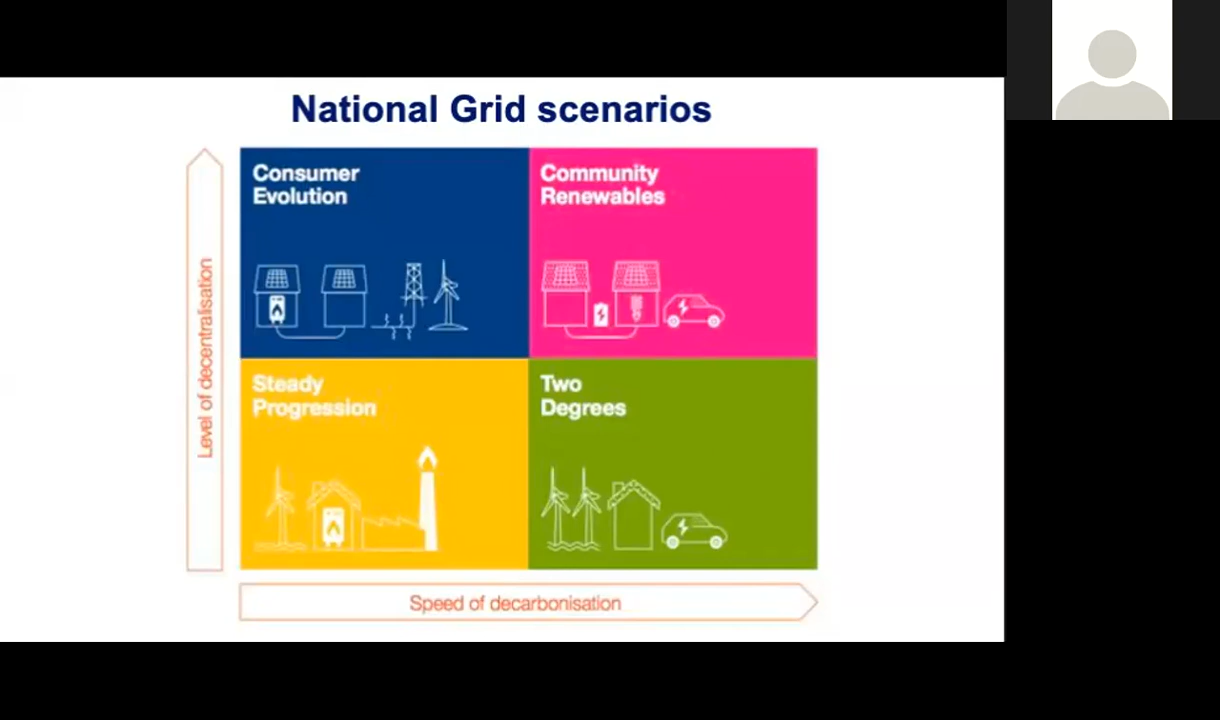 National Grid scenarios
Consumer
Evolution
Community
Renewables
Level of decentralisation
Steady
Progression
Two
Degrees
Speed of decarbonisation